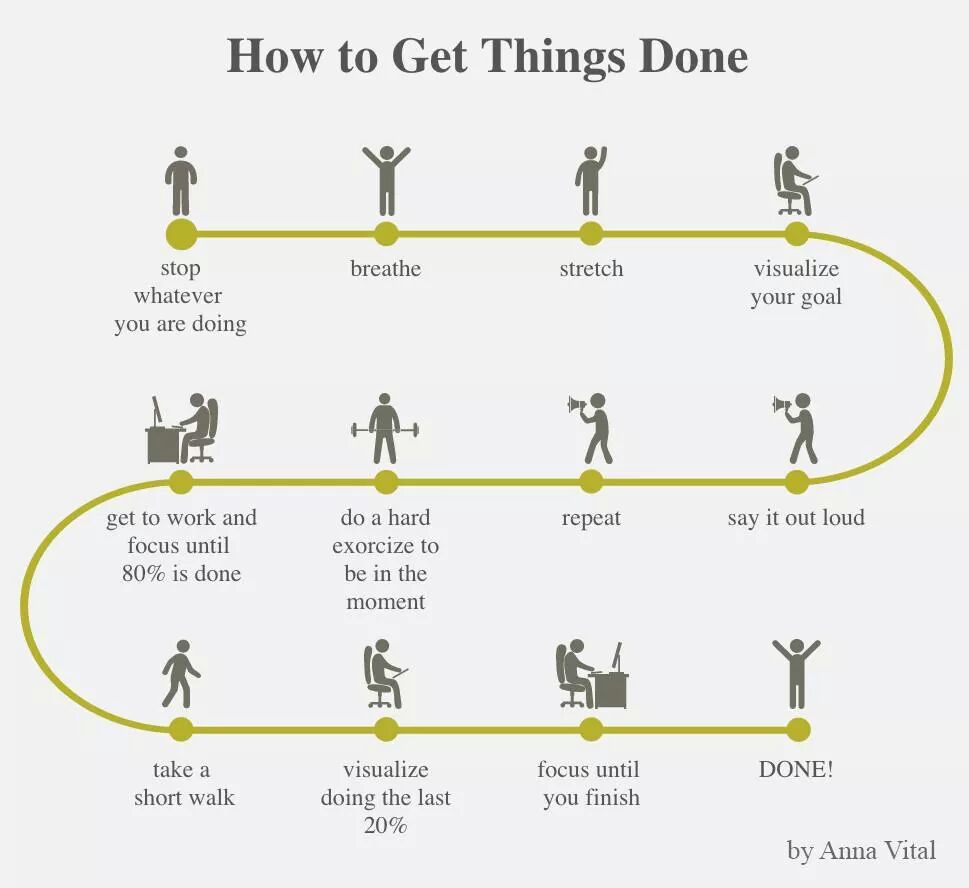 How to Get Things Done
stop
whatever
you are doing
breathe
stretch
visualize
your goal
say it out loud
repeat
do a hard
exorcize to
be in the
moment
get to work and
focus until
80% is done
take a
short walk
visualize
doing the last
20%
focus until
you finish
DONE!
by Anna Vital